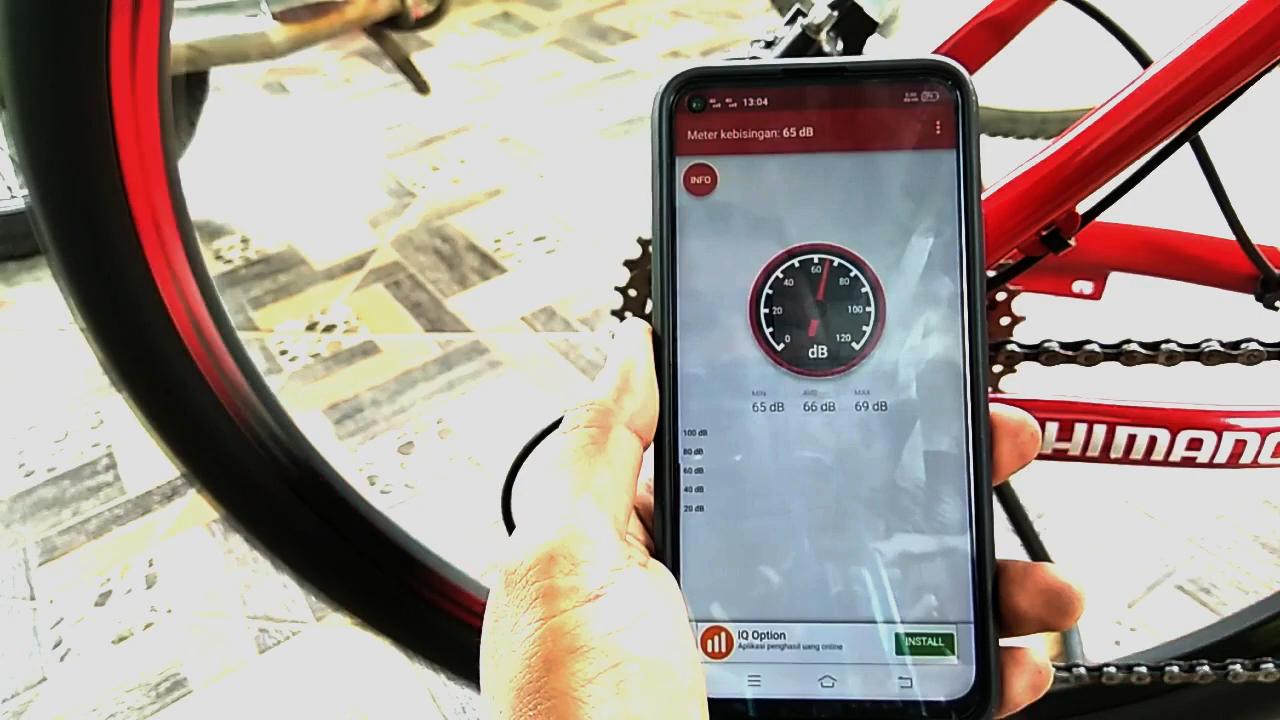 13:04
Meter kebisingan: 65 dB
INFO
60
40
80
20
100
0
120
dB
MIN AVG MAX
65 dB 66 dB 69 dB
100 dB
80 dB
60 dB
40 dB
20 dB
IQ Option
Aplikasi penghasil uang online
INSTALL
HIMANO